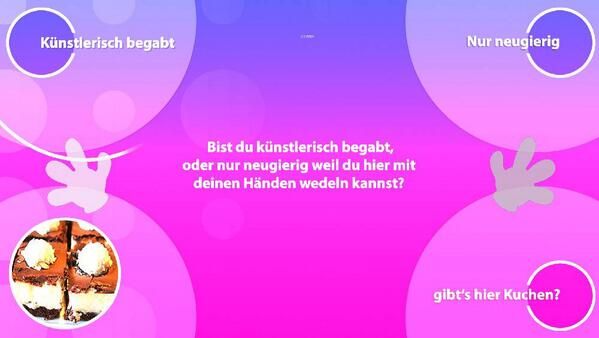 Künstlerisch begabt
Nur neugierig
Bist du künstlerisch begabt,
oder nur neugierig weil du hier mit
deinen Händen wedeln kannst?
gibt's hier Kuchen?